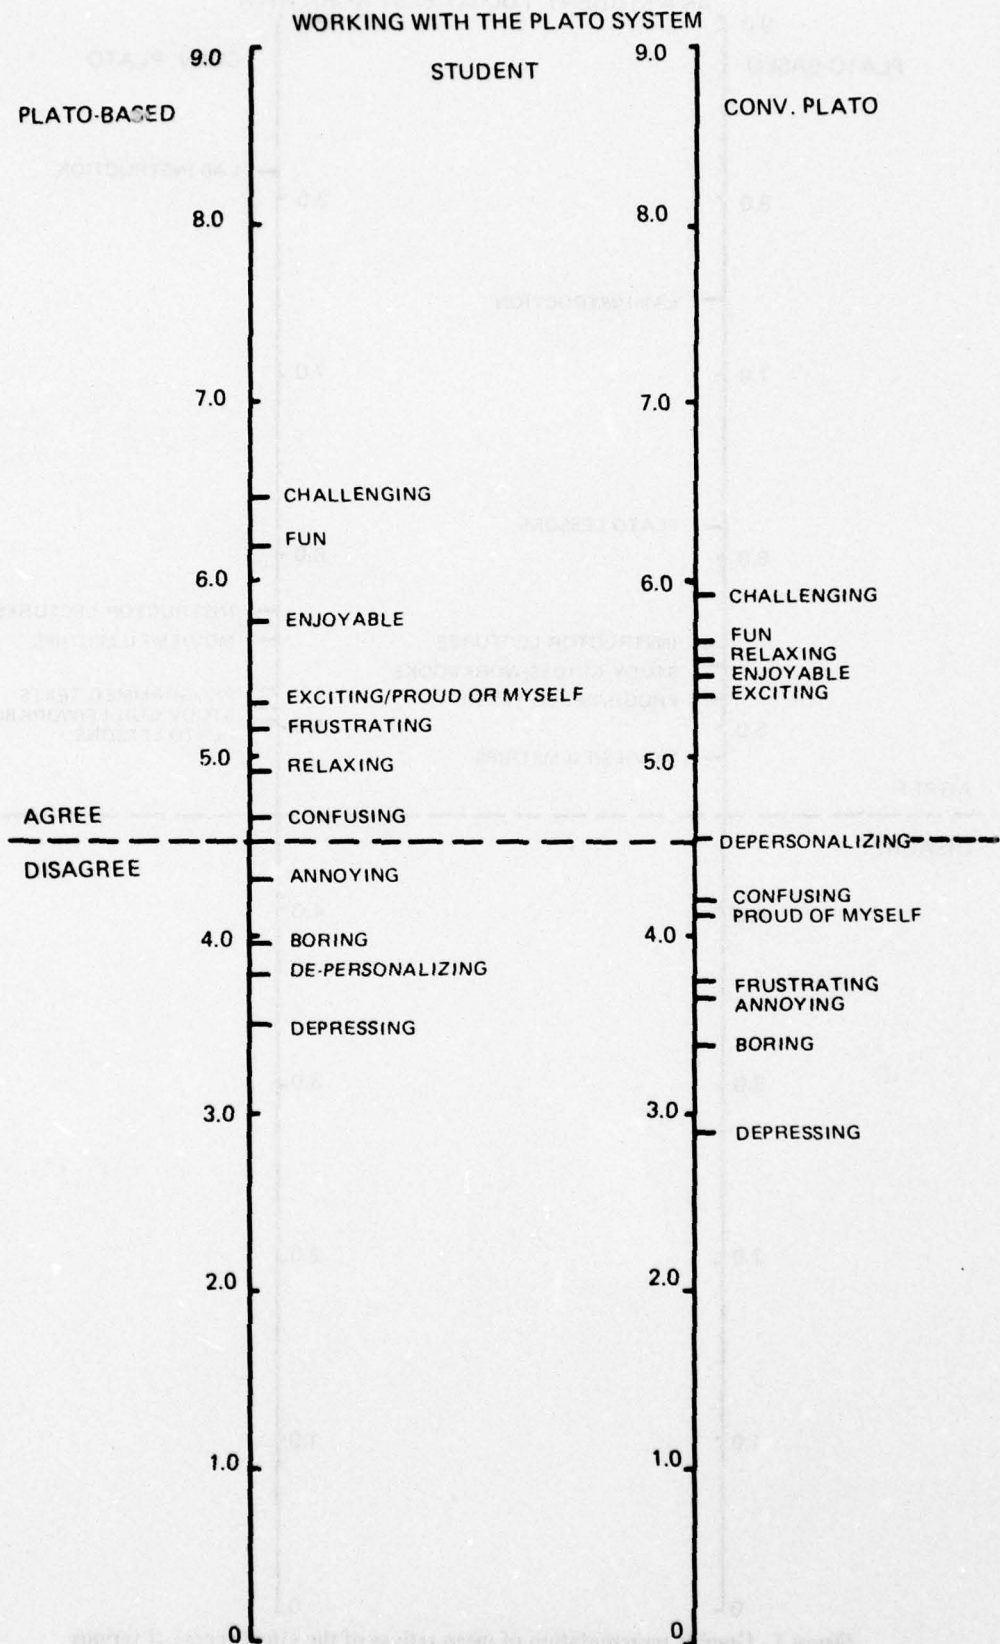 WORKING WITH THE PLATO SYSTEM
STUDENT
PLATO-BASED
9.0
8.0
7.0
CHALLENGING
FUN
6.0
ENJOYABLE
EXCITING/PROUD OR MYSELF
FRUSTRATING
5.0
RELAXING
AGREE
CONFUSING
DISAGREE
ANNOYING
4.0
BORING
DE-PERSONALIZING
DEPRESSING
3.0
2.0
1.0
0
9.0
CONV. PLATO
8.0
7.0
6.0
CHALLENGING
FUN
RELAXING
ENJOYABLE
EXCITING
5.0
DEPERSONALIZING
CONFUSING
PROUD OF MYSELF
4.0
FRUSTRATING
ANNOYING
BORING
3.0
DEPRESSING
2.0
1.0
0